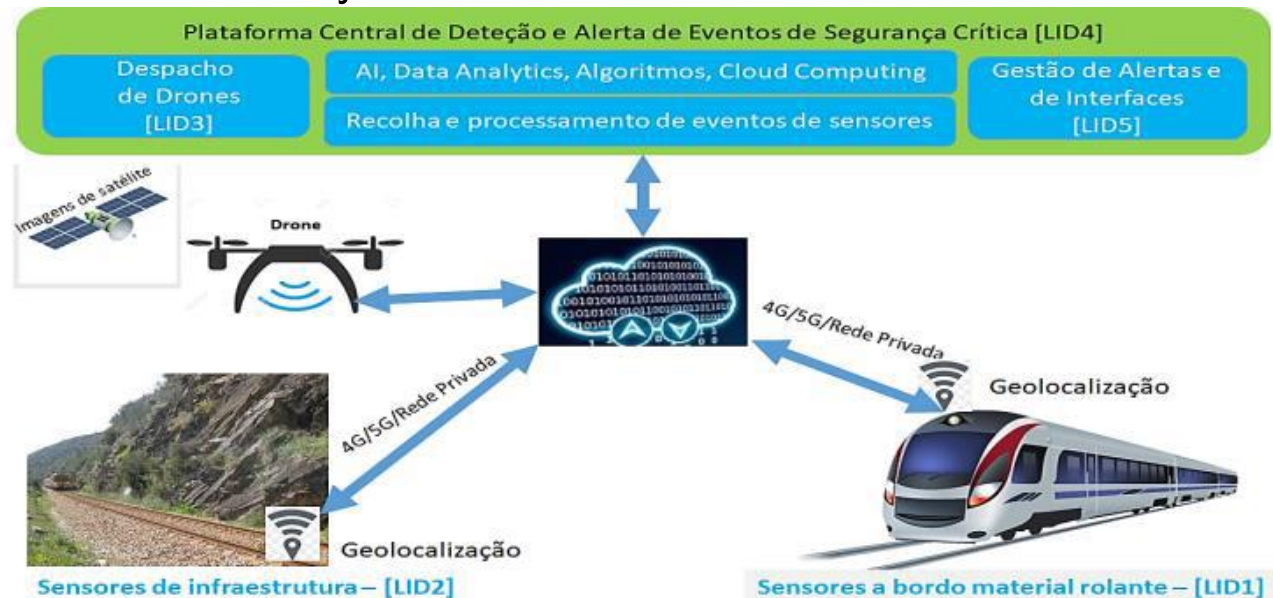 Plataforma Central de Deteção e Alerta de Eventos de Segurança Crítica [LID4]
Despacho
de Drones
[LID3]
AI, Data Analytics, Algoritmos, Cloud Computing
Recolha e processamento de eventos de sensores
Gestão de Alertas e
de Interfaces
[LID5]
Imagens de satélite
Drone
4G/5G/Rede Privada
4G/5G/Rede Privada
Geolocalização
Geolocalização
Sensores de infraestrutura – [LID2]
Sensores a bordo material rolante – [LID1]